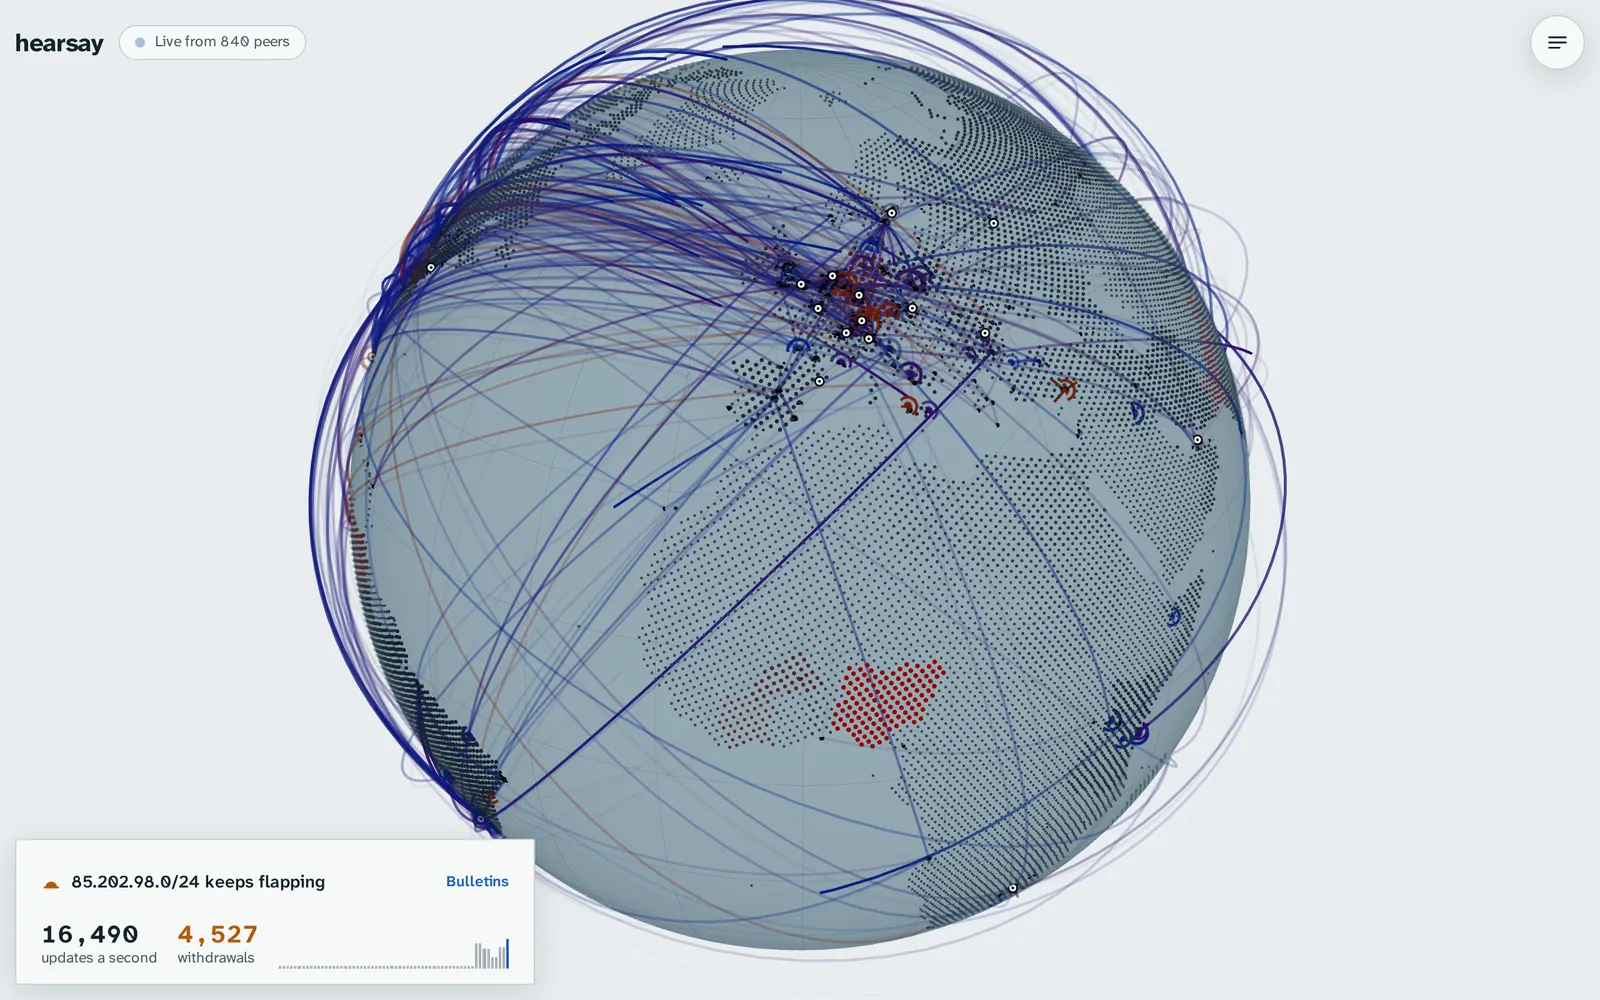 hearsay
Live from 840 peers
85.202.98.0/24 keeps flapping
Bulletins
16,490
4,527
updates a second
withdrawals